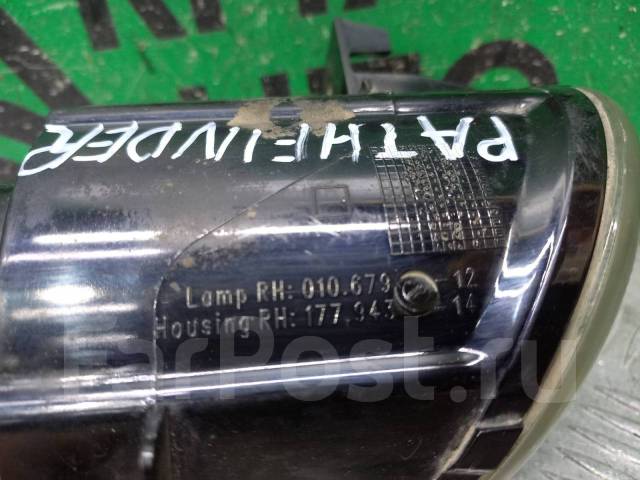 PATHFINDER
Lamp RH: 010.679 -12
Housing RH: 177.943 -14
FarPost.ru